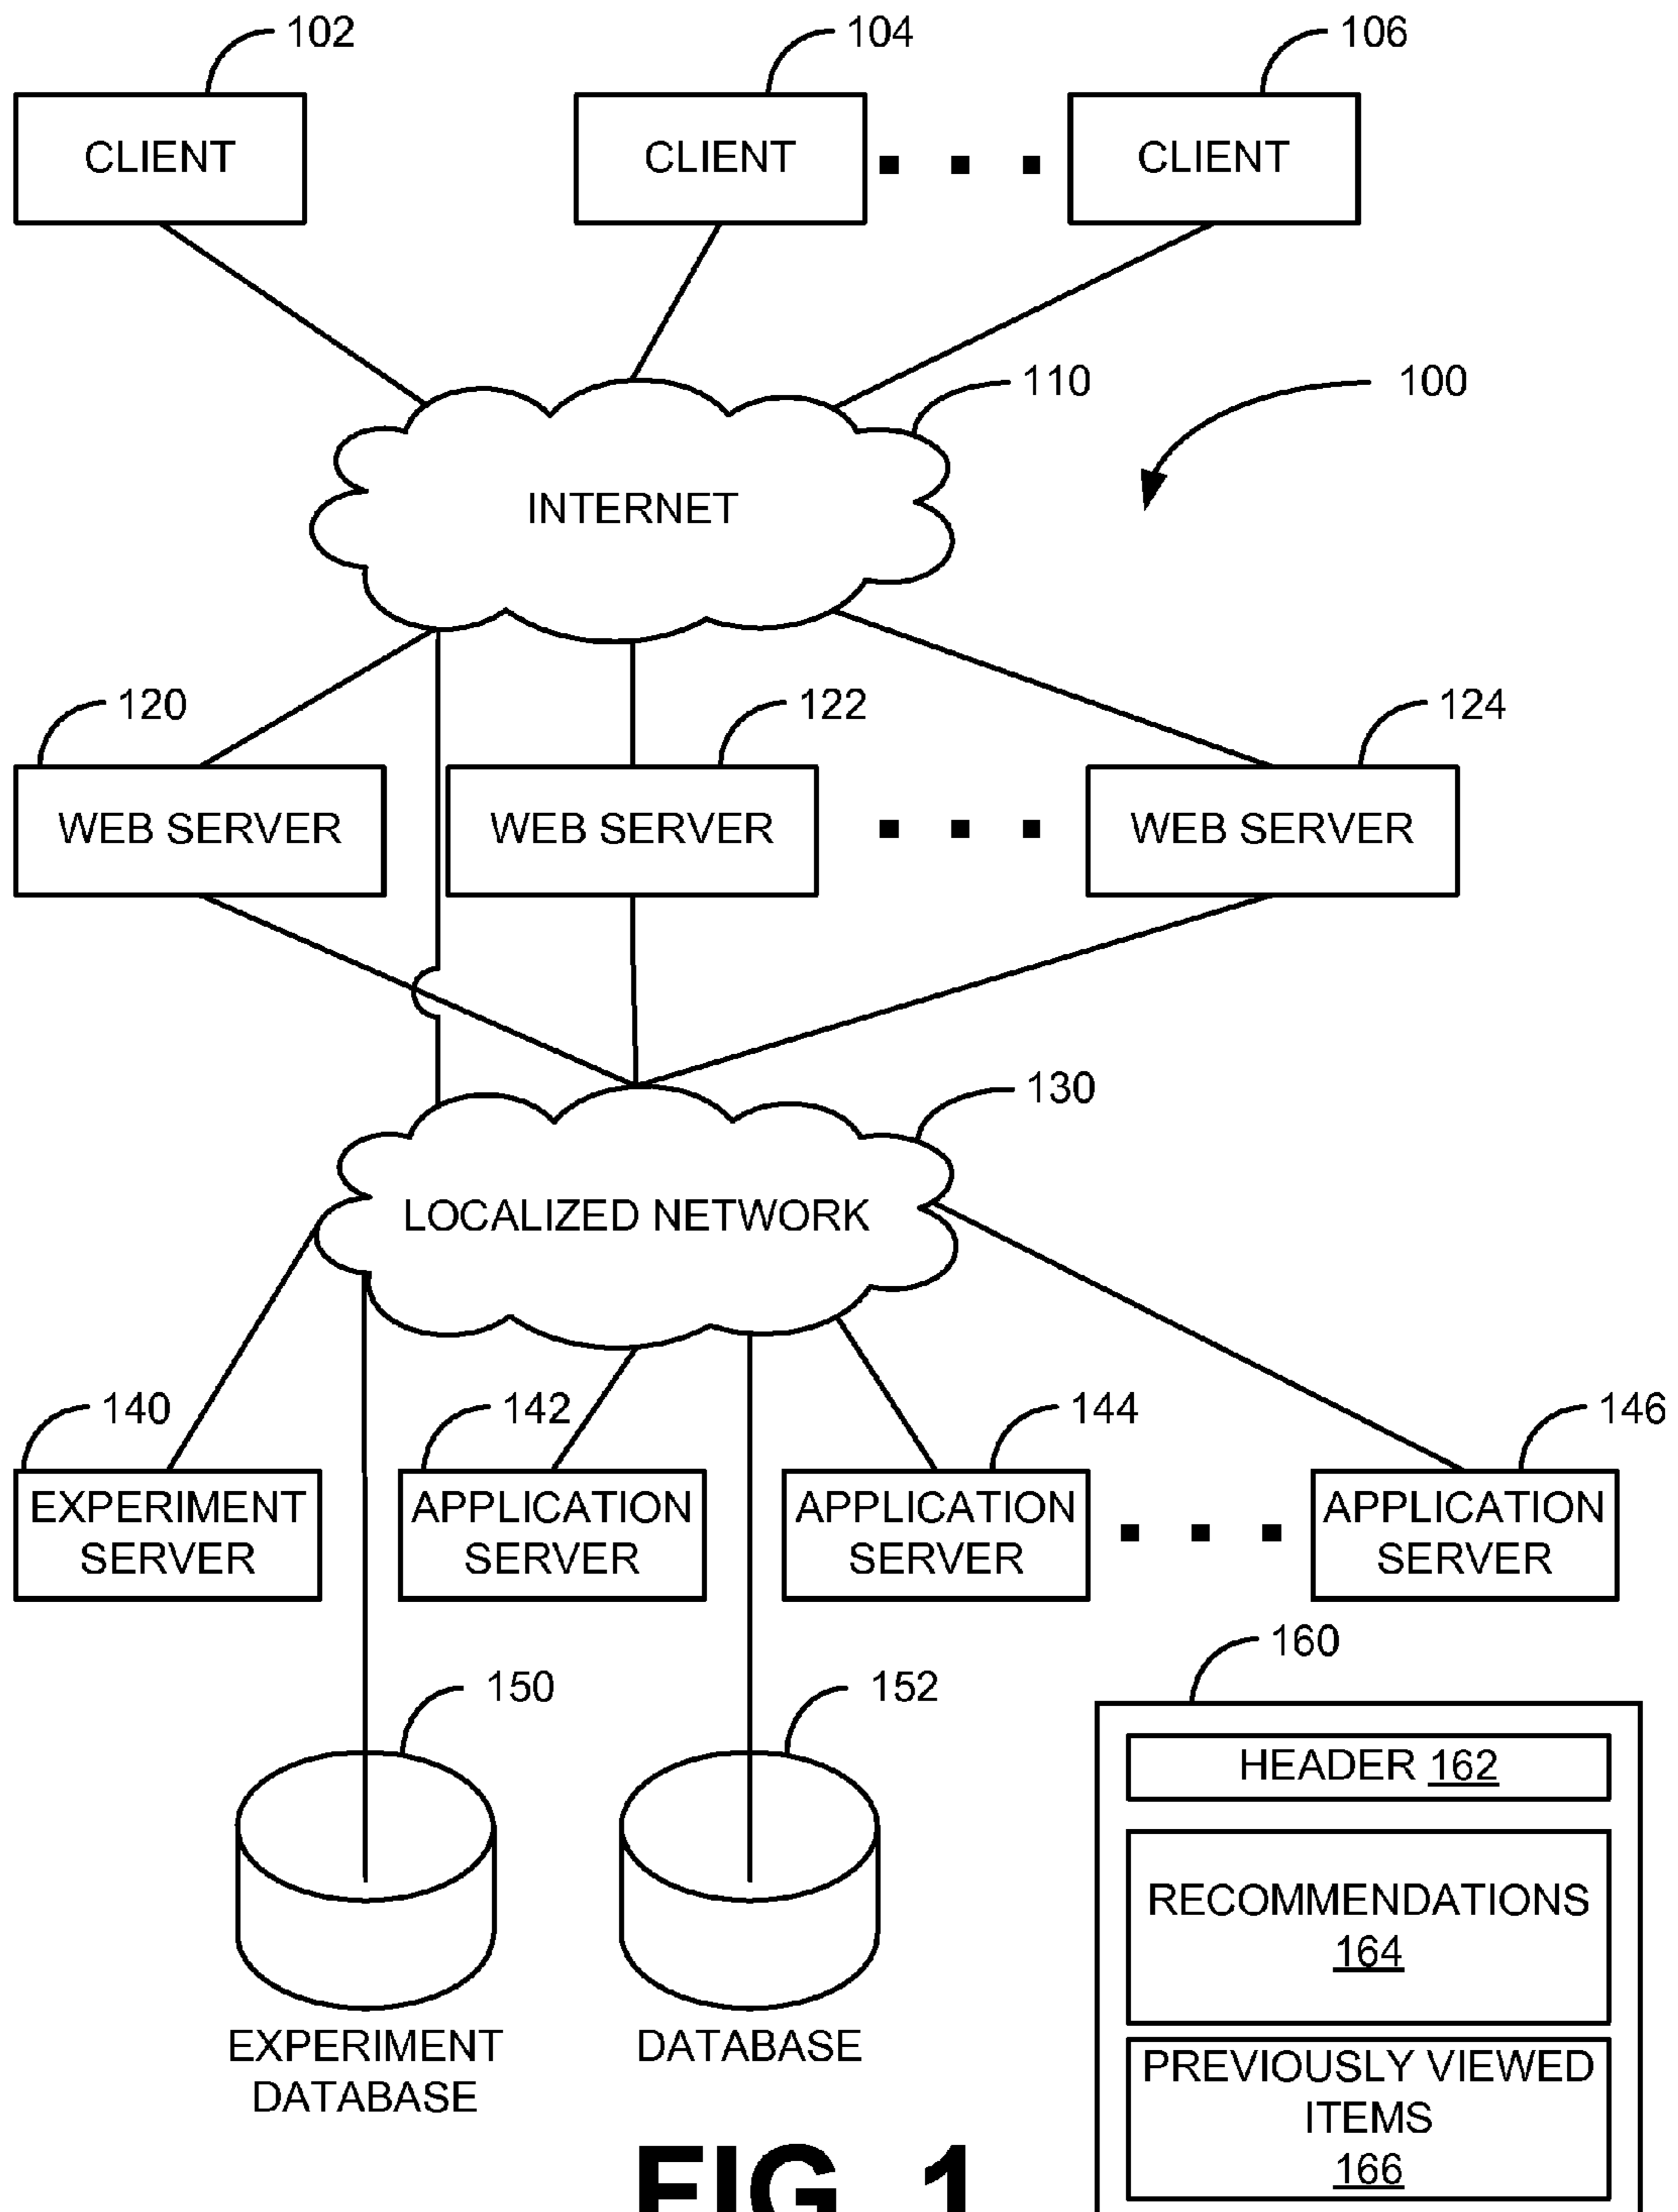 102
104
106
CLIENT
CLIENT
CLIENT
110
100
INTERNET
120
122
124
WEB SERVER
WEB SERVER
WEB SERVER
130
LOCALIZED NETWORK
140
142
144
146
EXPERIMENT
SERVER
APPLICATION
SERVER
APPLICATION
SERVER
APPLICATION
SERVER
150
152
160
EXPERIMENT
DATABASE
DATABASE
HEADER 162
RECOMMENDATIONS
164
PREVIOUSLY VIEWED
ITEMS
166
FIG. 1